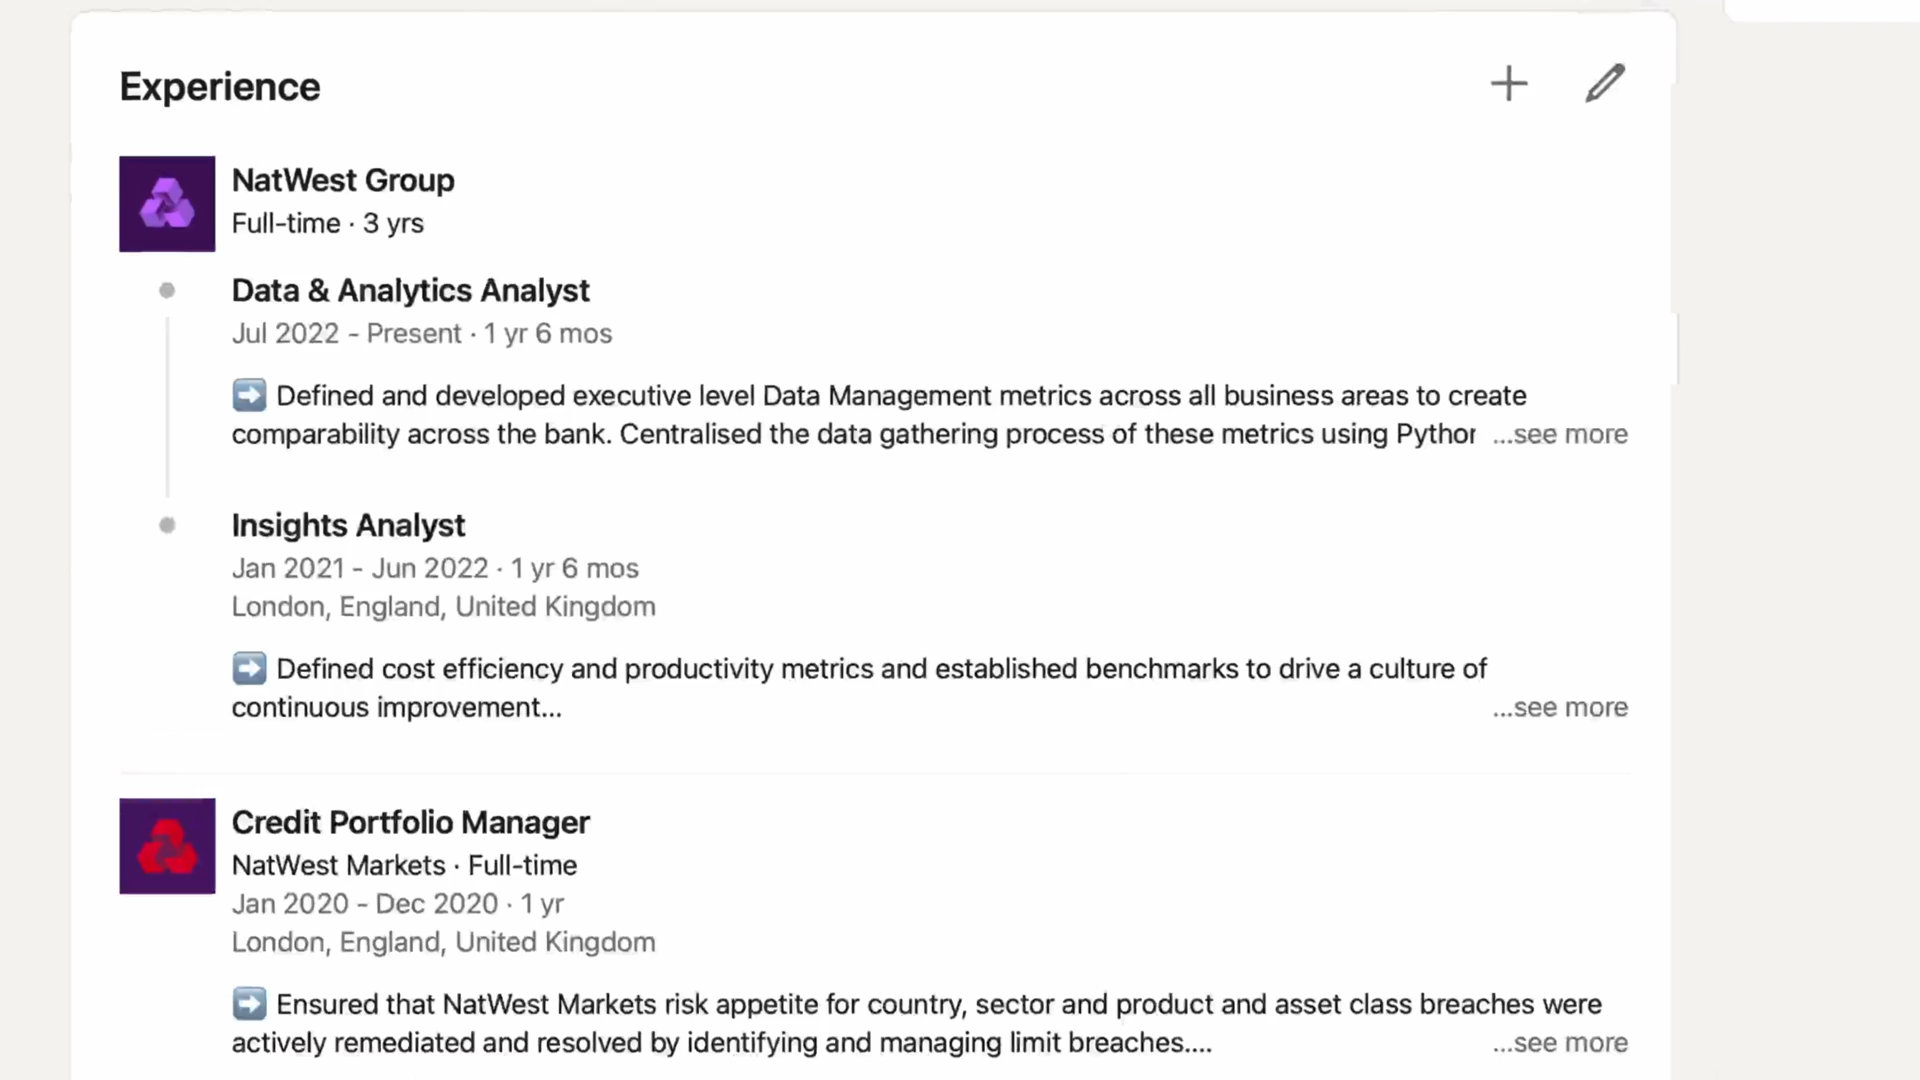 Experience
NatWest Group
Full-time · 3 yrs
Data & Analytics Analyst
Jul 2022 - Present · 1 yr 6 mos
➡️ Defined and developed executive level Data Management metrics across all business areas to create
comparability across the bank. Centralised the data gathering process of these metrics using Python ...see more
Insights Analyst
Jan 2021 - Jun 2022 · 1 yr 6 mos
London, England, United Kingdom
➡️ Defined cost efficiency and productivity metrics and established benchmarks to drive a culture of
continuous improvement... ...see more
Credit Portfolio Manager
NatWest Markets · Full-time
Jan 2020 - Dec 2020 · 1 yr
London, England, United Kingdom
➡️ Ensured that NatWest Markets risk appetite for country, sector and product and asset class breaches were
actively remediated and resolved by identifying and managing limit breaches.... ...see more